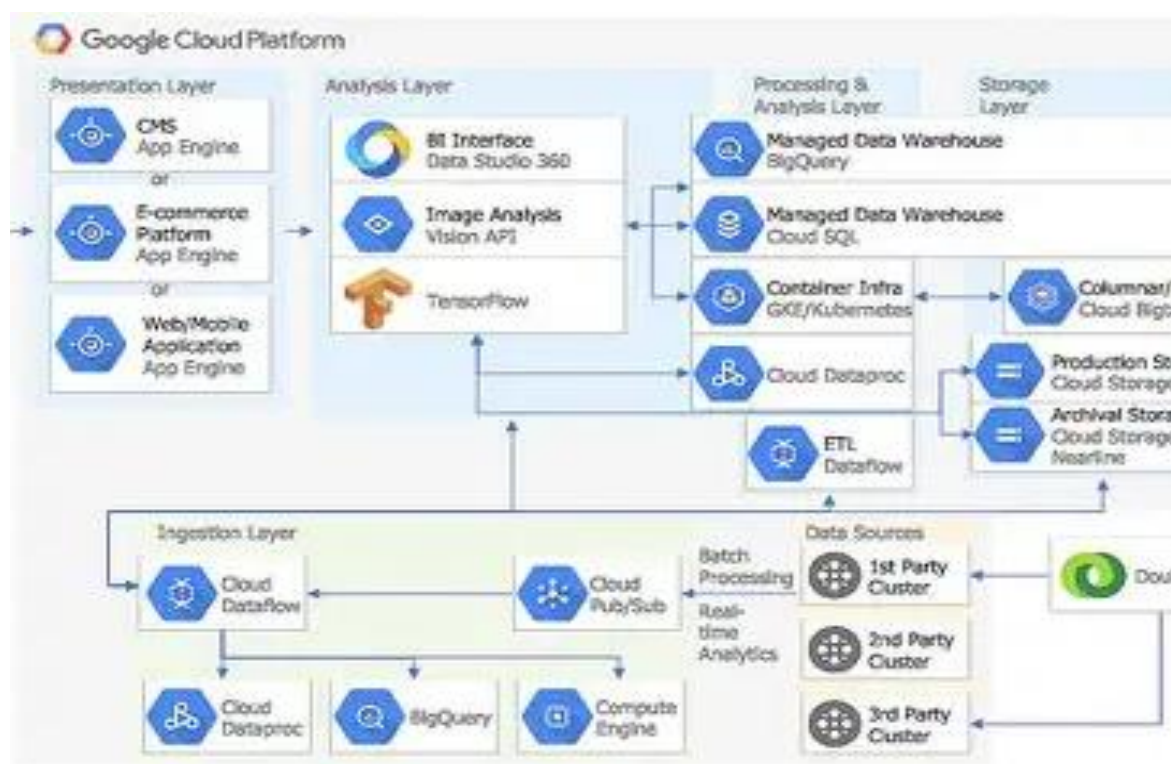 Google Cloud Platform
Presentation Layer
CMS
App Engine
or
E-commerce
Platform
App Engine
or
Web/Mobile
Application
App Engine
Analysis Layer
BI Interface
Data Studio 360
Image Analysis
Vision API
TensorFlow
Processing &
Analysis Layer
Storage
Layer
Managed Data Warehouse
BigQuery
Managed Data Warehouse
Cloud SQL
Container Infra
GKE/Kubernetes
Columnar/
Cloud
Cloud Dataproc
Production
Cloud Storage
Archival
Cloud Storage
Nearline
ETL
Dataflow
Ingestion Layer
Cloud
Dataflow
Cloud
Pub/Sub
Batch
Processing
Real-
time
Analytics
Data Sources
1st Party
Cluster
2nd Party
Cluster
3rd Party
Cluster
Cloud
Dataproc
BigQuery
Compute
Engine